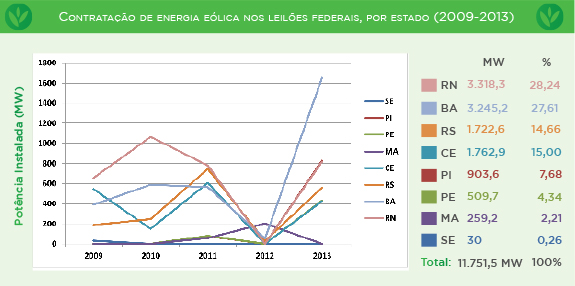 Contratação de energia eólica nos leilões federais, por estado (2009-2013)
Potência Instalada (MW)
1800
1600
1400
1200
1000
800
600
400
200
0
2009 2010 2011 2012 2013
SE
PI
PE
MA
CE
RS
BA
RN
MW %
RN 3.318,3 28,24
BA 3.245,2 27,61
RS 1.722,6 14,66
CE 1.762,9 15,00
PI 903,6 7,68
PE 509,7 4,34
MA 259,2 2,21
SE 30 0,26
Total: 11.751,5 MW 100%